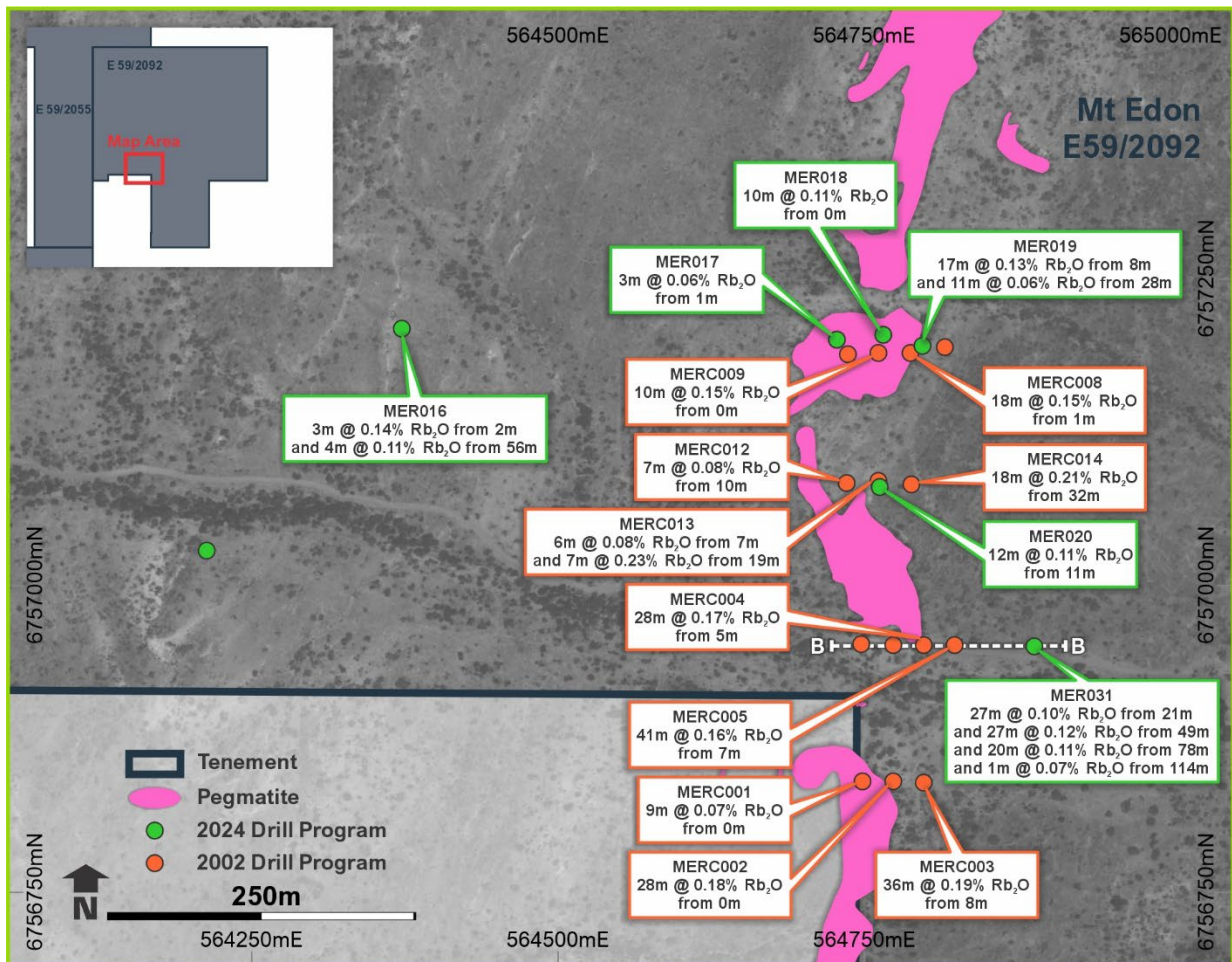 564500mE
564750mE
565000mE
E 59/2092
E 59/2055
Map Area
Mt Edon
E59/2092
MER018
10m @ 0.11% Rb₂O
from 0m
MER017
3m @ 0.06% Rb₂O
from 1m
MER019
17m @ 0.13% Rb₂O from 8m
and 11m @ 0.06% Rb₂O from 28m
6757250mN
MERC009
10m @ 0.15% Rb₂O
from 0m
MERC008
18m @ 0.15% Rb₂O
from 1m
MER016
3m @ 0.14% Rb₂O from 2m
and 4m @ 0.11% Rb₂O from 56m
MERC012
7m @ 0.08% Rb₂O
from 10m
MERC014
18m @ 0.21% Rb₂O
from 32m
MERC013
6m @ 0.08% Rb₂O from 7m
and 7m @ 0.23% Rb₂O from 19m
MER020
12m @ 0.11% Rb₂O
from 11m
6757000mN
6757000mN
MERC004
28m @ 0.17% Rb₂O
from 5m
B
B
MER031
27m @ 0.10% Rb₂O from 21m
and 27m @ 0.12% Rb₂O from 49m
and 20m @ 0.11% Rb₂O from 78m
and 1m @ 0.07% Rb₂O from 114m
MERC005
41m @ 0.16% Rb₂O
from 7m
MERC001
9m @ 0.07% Rb₂O
from 0m
MERC002
28m @ 0.18% Rb₂O
from 0m
MERC003
36m @ 0.19% Rb₂O
from 8m
Tenement
Pegmatite
2024 Drill Program
2002 Drill Program
N
250m
6756750mN
6756750mN
564250mE
564500mE
564750mE